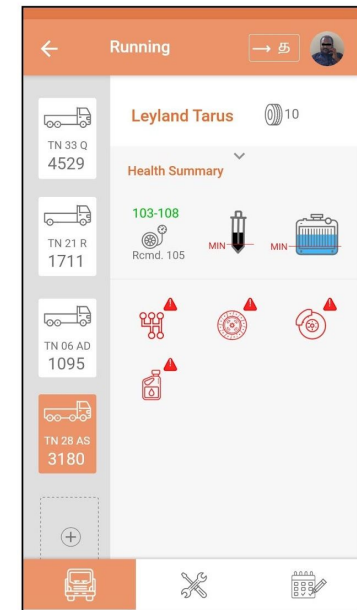 Running
→ த
Leyland Tarus
10
TN 33 Q
4529
Health Summary
103-108
Rcmd. 105
MIN
MIN
TN 21 R
1711
TN 06 AD
1095
TN 28 AS
3180